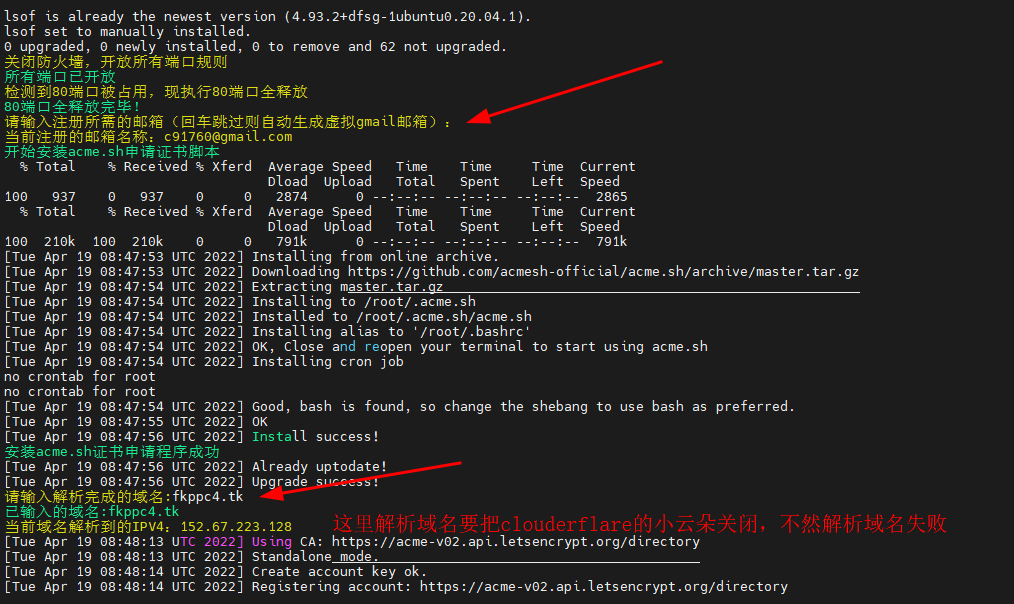 lsof is already the newest version (4.93.2+dfsg-1ubuntu0.20.04.1).
lsof set to manually installed.
0 upgraded, 0 newly installed, 0 to remove and 62 not upgraded.
关闭防火墙，开放所有端口规则
所有端口已开放
检测到80端口被占用，现执行80端口全释放
80端口全释放完毕！
请输入注册所需的邮箱（回车跳过则自动生成虚拟gmail邮箱）：
当前注册的邮箱名称：c91760@gmail.com
开始安装acme.sh申请证书脚本
% Total % Received % Xferd Average Speed Time Time Time Current
Dload Upload Total Spent Left Speed
100 937 0 937 0 0 2874 0 --:--:-- --:--:-- --:--:-- 2865
% Total % Received % Xferd Average Speed Time Time Time Current
Dload Upload Total Spent Left Speed
100 210k 100 210k 0 0 791k 0 --:--:-- --:--:-- --:--:-- 791k
[Tue Apr 19 08:47:53 UTC 2022] Installing from online archive.
[Tue Apr 19 08:47:53 UTC 2022] Downloading https://github.com/acmesh-official/acme.sh/archive/master.tar.gz
[Tue Apr 19 08:47:54 UTC 2022] Extracting master.tar.gz
[Tue Apr 19 08:47:54 UTC 2022] Installing to /root/.acme.sh
[Tue Apr 19 08:47:54 UTC 2022] Installed to /root/.acme.sh/acme.sh
[Tue Apr 19 08:47:54 UTC 2022] Installing alias to '/root/.bashrc'
[Tue Apr 19 08:47:54 UTC 2022] OK, Close and reopen your terminal to start using acme.sh
[Tue Apr 19 08:47:54 UTC 2022] Installing cron job
no crontab for root
no crontab for root
[Tue Apr 19 08:47:54 UTC 2022] Good, bash is found, so change the shebang to use bash as preferred.
[Tue Apr 19 08:47:55 UTC 2022] OK
[Tue Apr 19 08:47:56 UTC 2022] Install success!
安装acme.sh证书申请程序成功
[Tue Apr 19 08:47:56 UTC 2022] Already uptodate!
[Tue Apr 19 08:47:56 UTC 2022] Upgrade success!
请输入解析完成的域名:fkppc4.tk
已输入的域名:fkppc4.tk
当前域名解析到的IPV4：152.67.223.128
这里解析域名要把clouderflare的小云朵关闭，不然解析域名失败
[Tue Apr 19 08:48:13 UTC 2022] Using CA: https://acme-v02.api.letsencrypt.org/directory
[Tue Apr 19 08:48:13 UTC 2022] Standalone mode.
[Tue Apr 19 08:48:14 UTC 2022] Create account key ok.
[Tue Apr 19 08:48:14 UTC 2022] Registering account: https://acme-v02.api.letsencrypt.org/directory